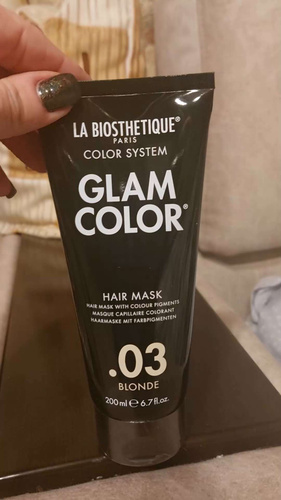 LA BIOSTHETIQUE®
PARIS
COLOR SYSTEM
GLAM
COLOR®
HAIR MASK
HAIR MASK WITH COLOUR PIGMENTS
MASQUE CAPILLAIRE COLORANT
HAARMASKE MIT FARBPIGMENTEN
.03
BLONDE
200 ml ℮ 6.7 fl.oz.